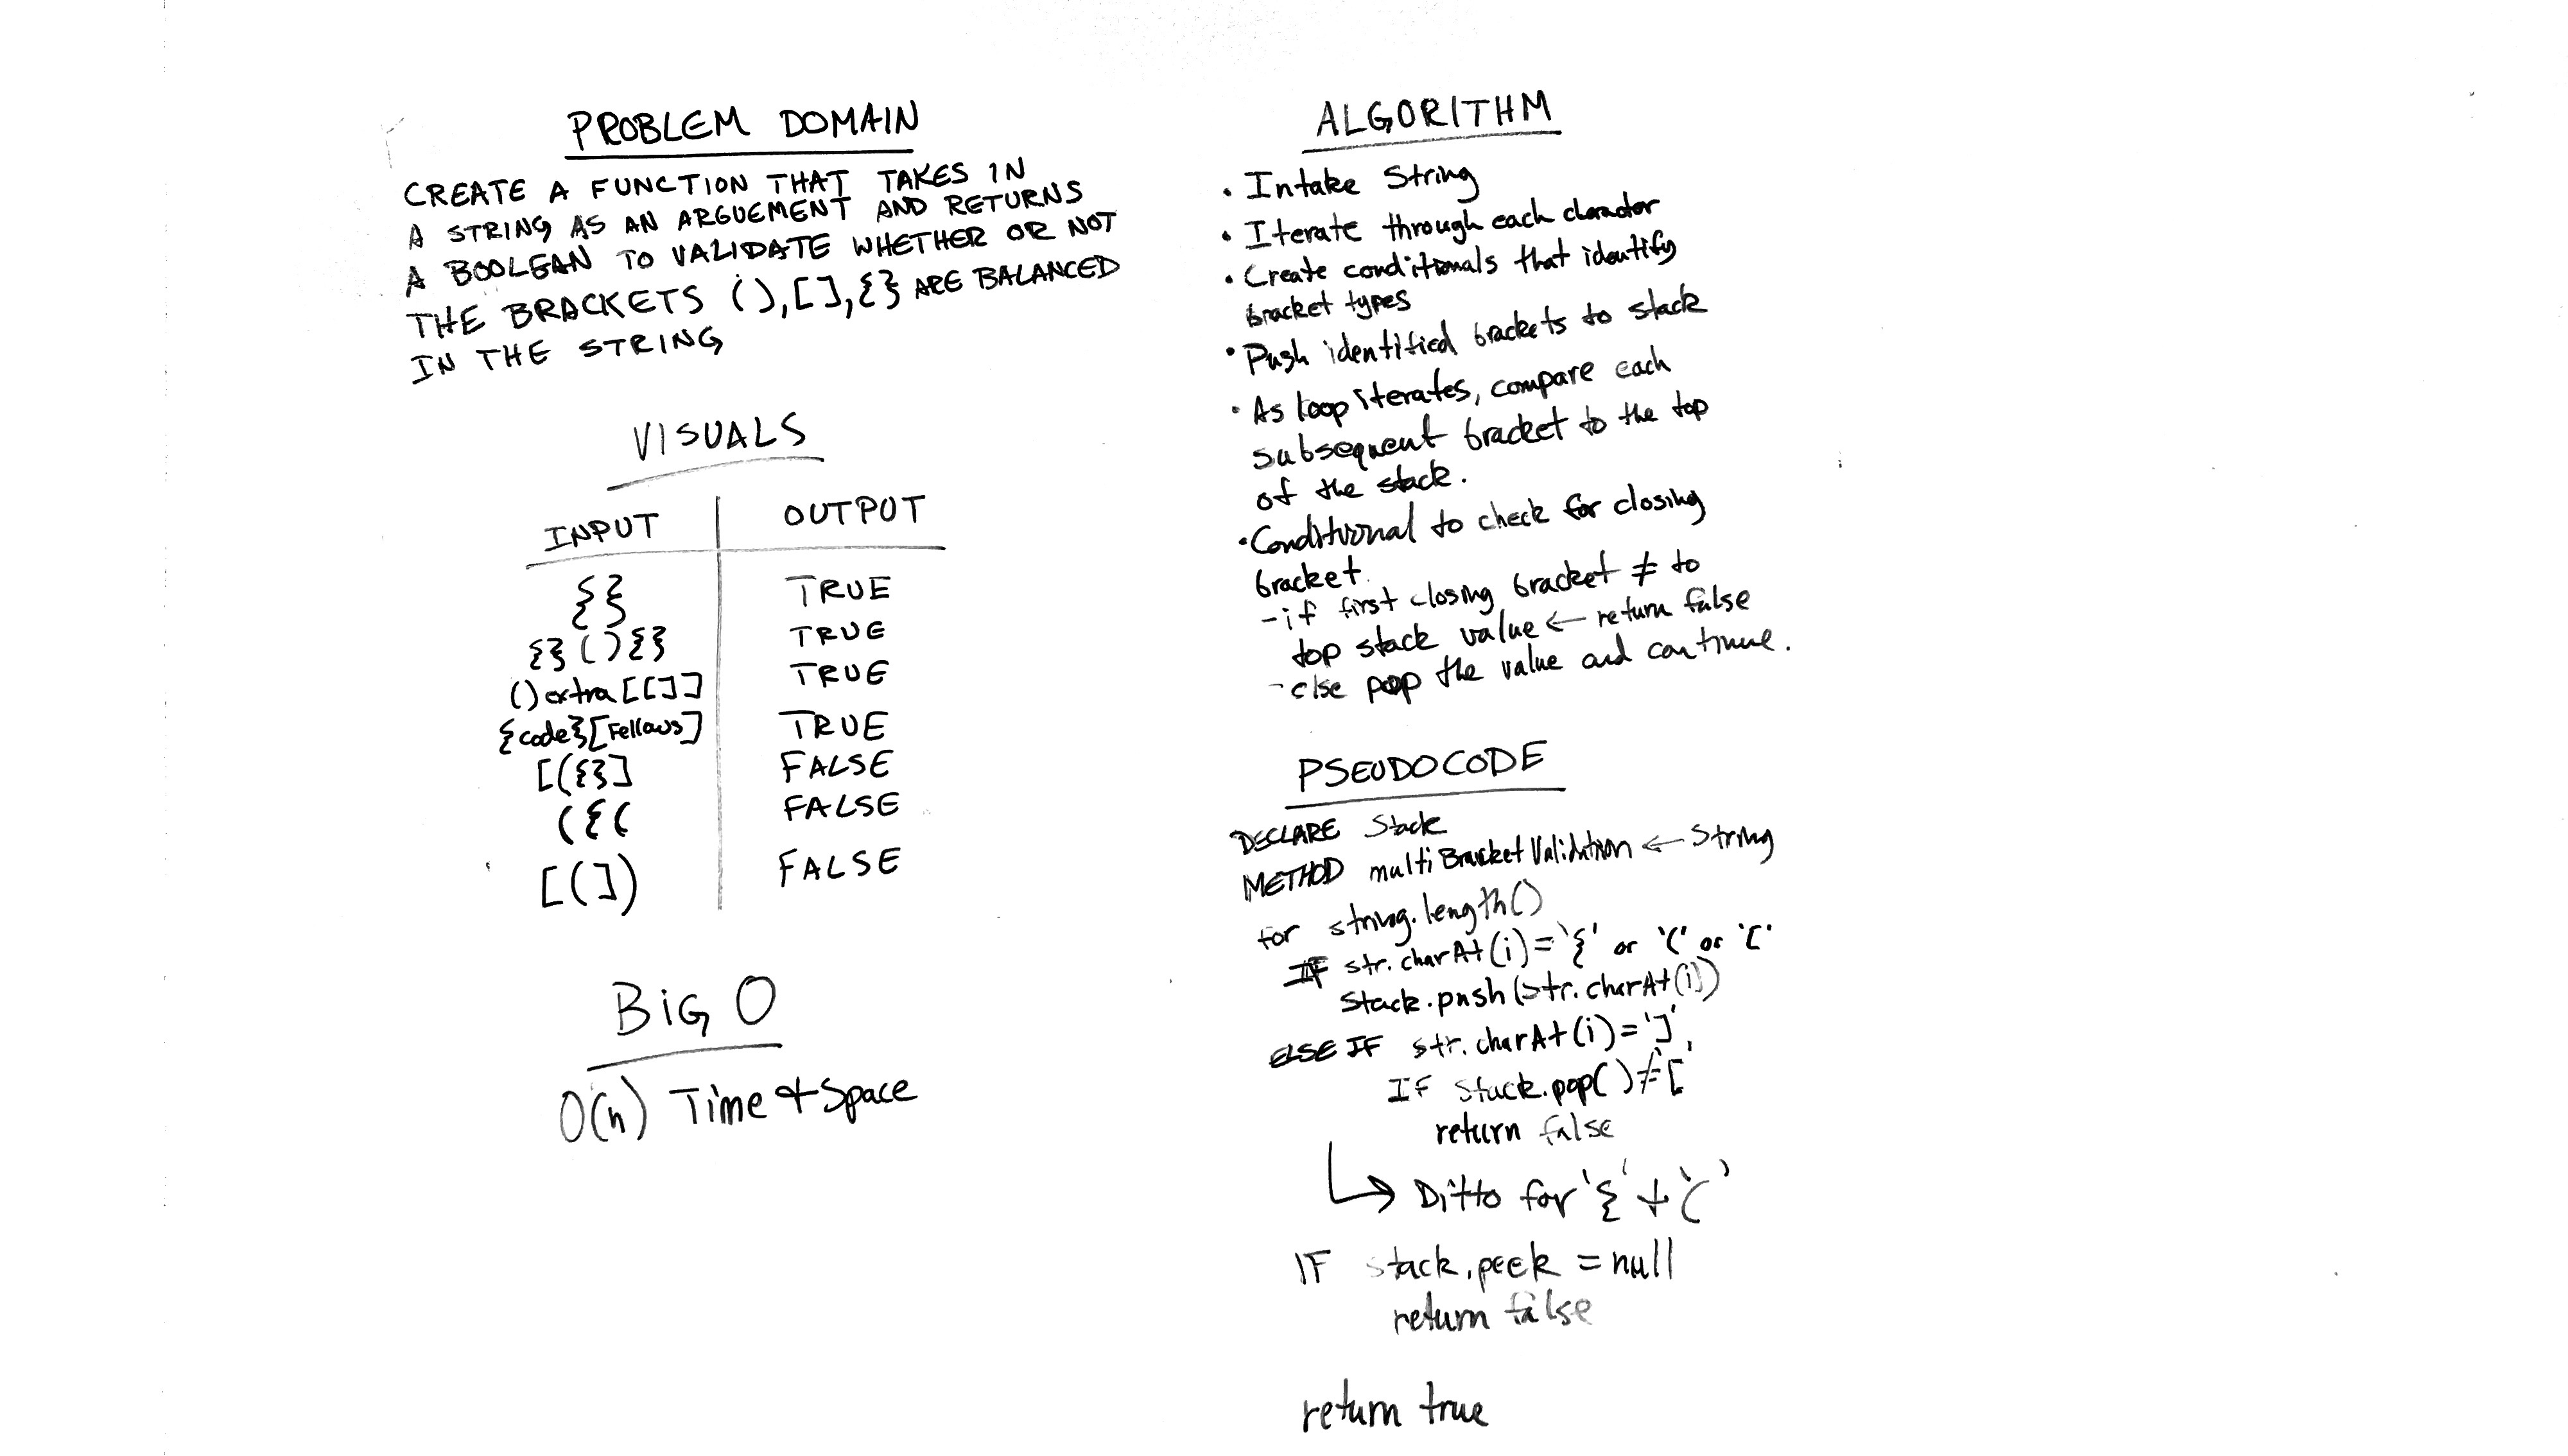 PROBLEM DOMAIN
CREATE A FUNCTION THAT TAKES IN
A STRING AS AN ARGUEMENT AND RETURNS
A BOOLEAN TO VALIDATE WHETHER OR NOT
THE BRACKETS (),[],{} ARE BALANCED
IN THE STRING
VISUALS
INPUT OUTPUT
{} TRUE
{}(){} TRUE
()extra[[]] TRUE
{code}[Fellows] TRUE
[({}] FALSE
({( FALSE
[(]) FALSE
BiG O
O(n) Time + Space
ALGORITHM
• Intake String
• Iterate through each character
• Create conditionals that identify
bracket types
• Push identified brackets to stack
• As loop iterates, compare each
subsequent bracket to the top
of the stack.
• Conditional to check for closing
bracket.
- if first closing bracket ≠ to
top stack value ← return false
- else pop the value and continue.
PSEUDOCODE
DECLARE Stack
METHOD multiBracketValidation ← String
for string.length()
IF str.charAt(i) = '{' or '(' or '['
Stack.push(str.charAt(i))
ELSE IF str.charAt(i) = ']'
IF Stack.pop() ≠ '['
return false
↳ Ditto for '{' + '('
IF stack.peek = null
return false
return true